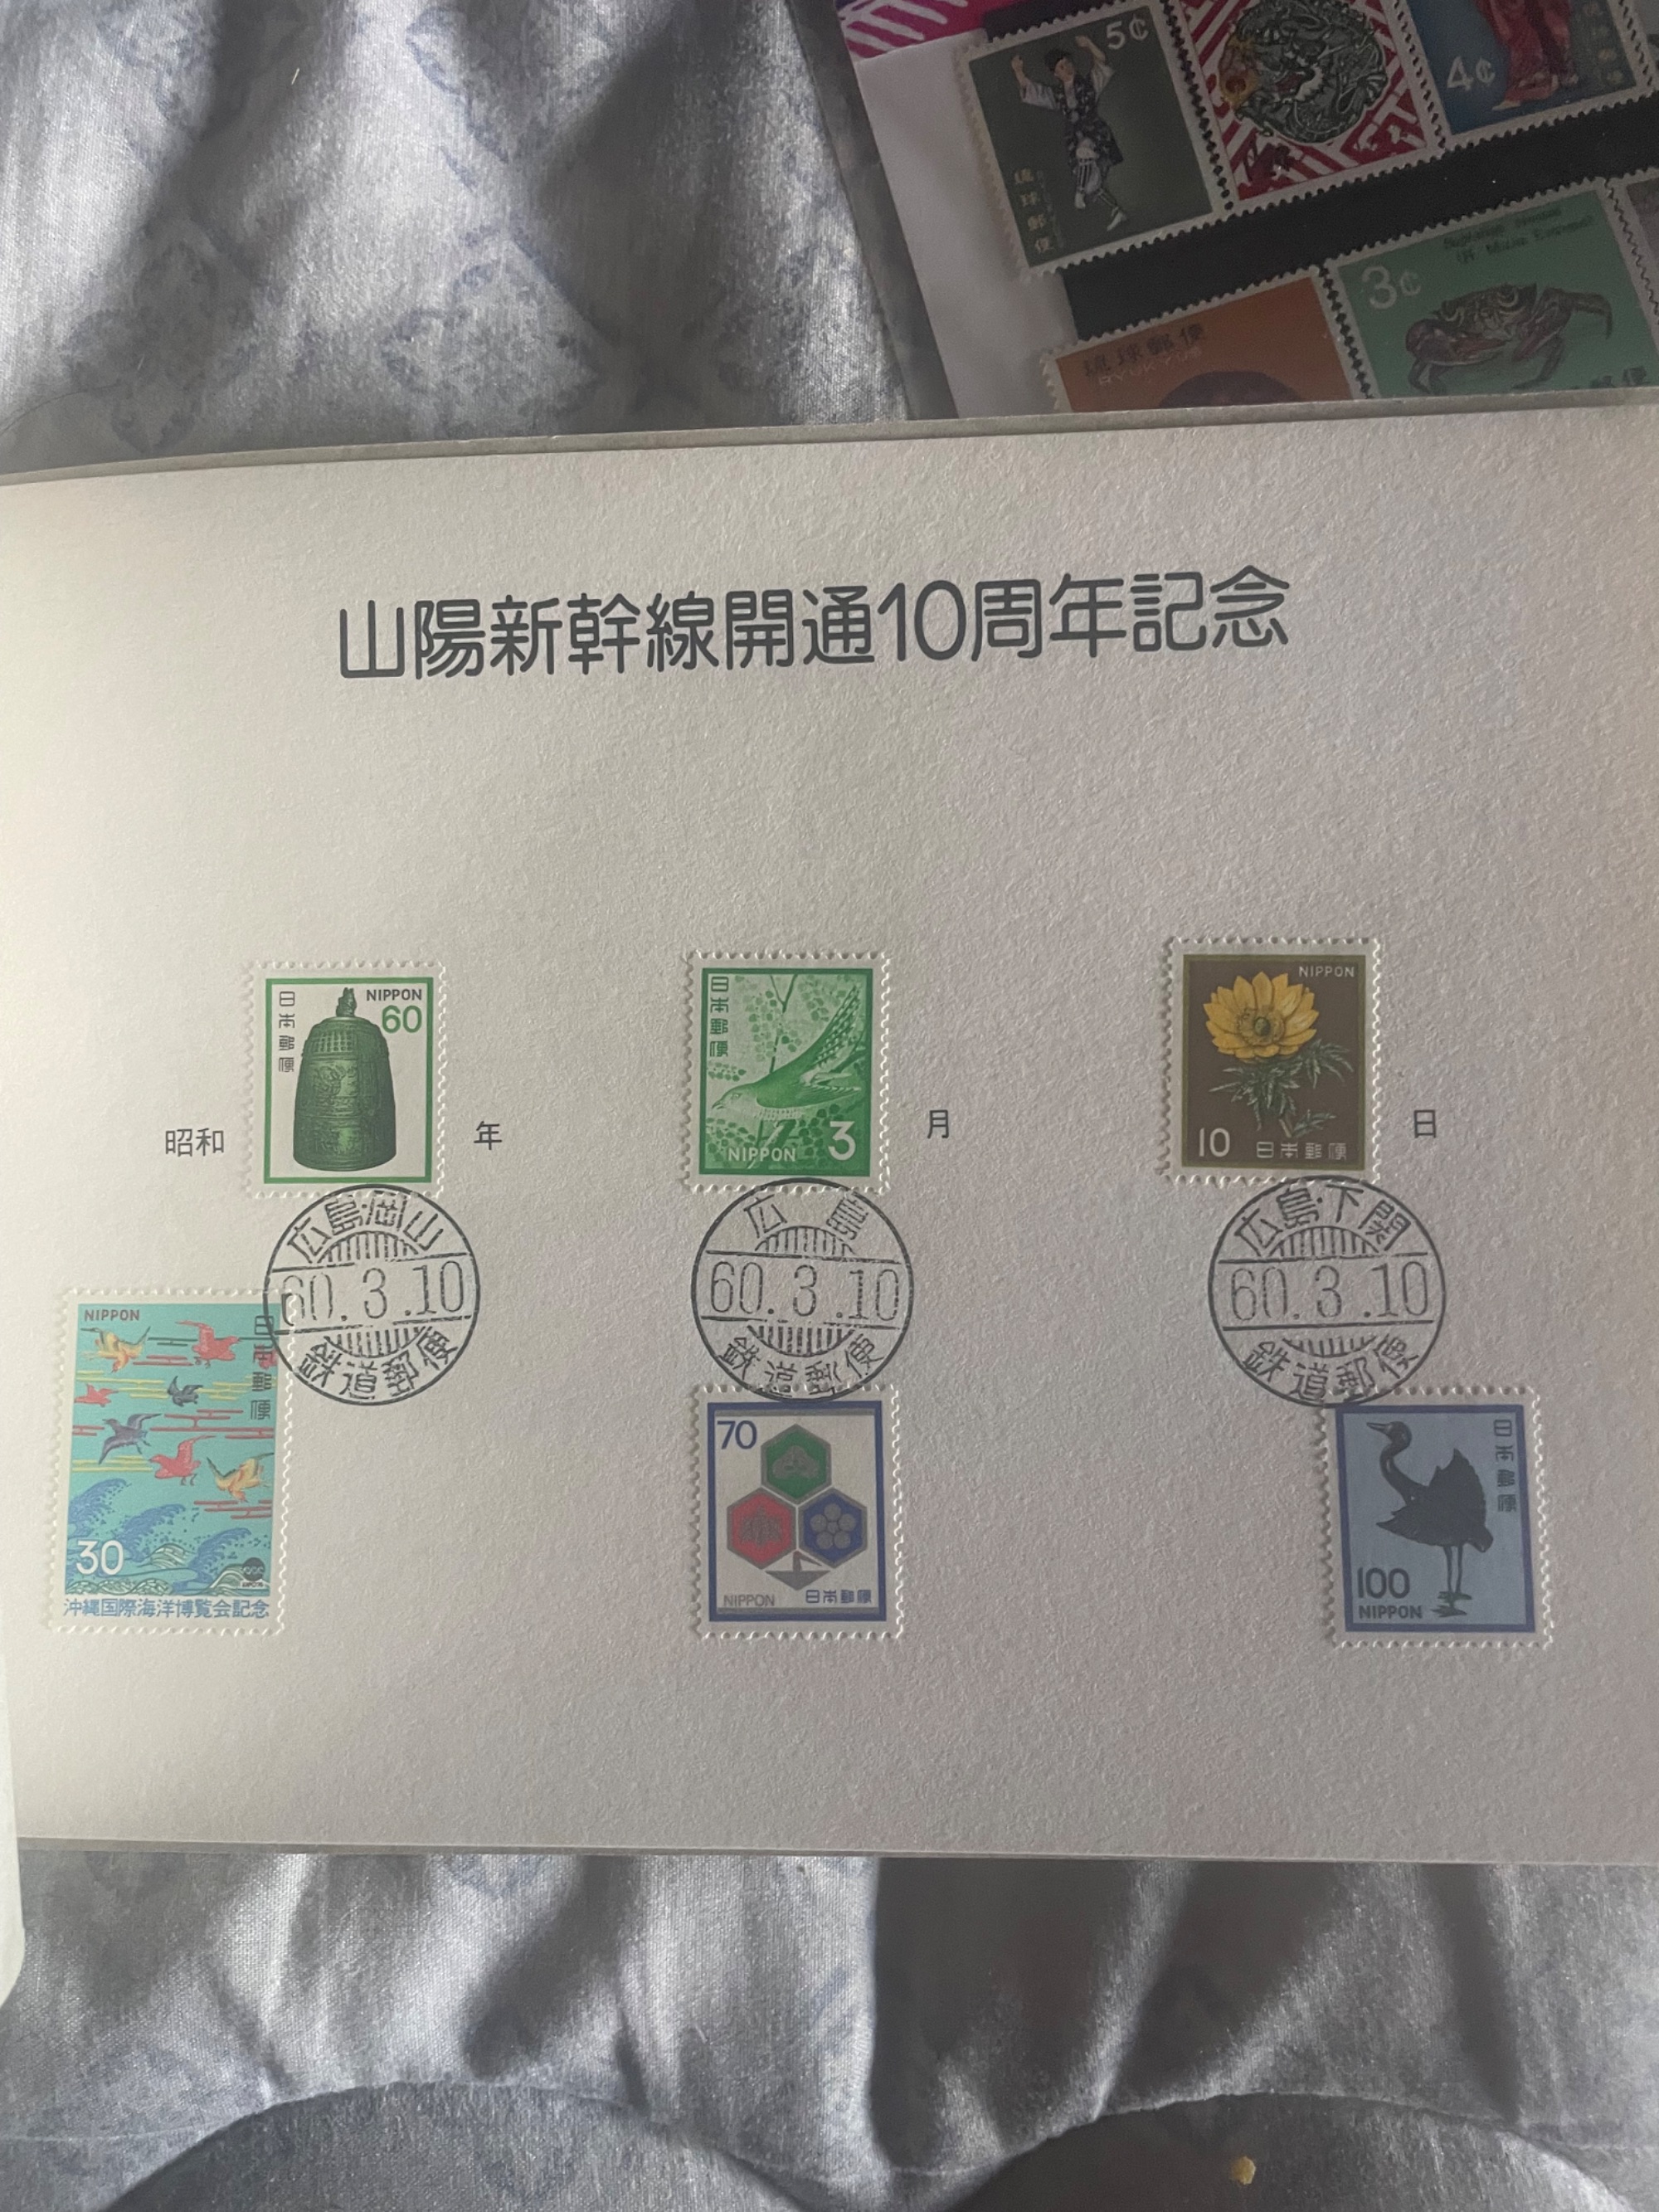 5¢
琉球郵便
4¢
3¢
琉球郵便
RYUKYUS
山陽新幹線開通10周年記念
日本郵便
NIPPON
60
昭和
年
日本郵便
3
NIPPON
月
NIPPON
10
日本郵便
日
広島・岡山
60.3.10
鉄道郵便
広島
60.3.10
鉄道郵便
広島・下関
60.3.10
鉄道郵便
NIPPON
日本郵便
30
沖縄国際海洋博覧会記念
70
NIPPON
日本郵便
日本郵便
100
NIPPON